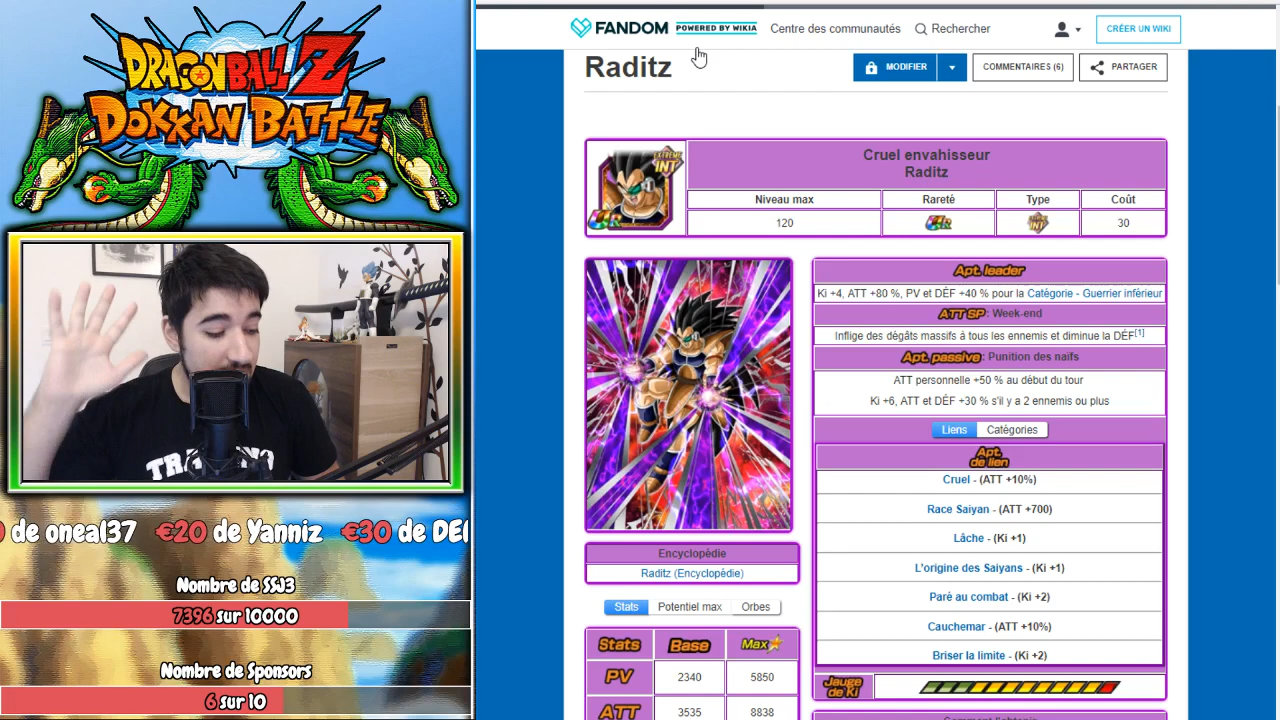 DRAGONBALL Z
DOKKAN BATTLE
FANDOM POWERED BY WIKIA
Centre des communautés
Rechercher
CRÉER UN WIKI
Raditz
MODIFIER
COMMENTAIRES (6)
PARTAGER
EXTREME
INT
UR
Cruel envahisseur
Raditz
Niveau max
Rareté
Type
Coût
120
UR
INT
30
Apt. leader
Ki +4, ATT +80 %, PV et DÉF +40 % pour la Catégorie - Guerrier inférieur
ATT SP: Week-end
Inflige des dégâts massifs à tous les ennemis et diminue la DÉF[1]
Apt. passive: Punition des naïfs
ATT personnelle +50 % au début du tour
Ki +6, ATT et DÉF +30 % s'il y a 2 ennemis ou plus
Liens
Catégories
Apt.
de lien
Cruel - (ATT +10%)
Race Saiyan - (ATT +700)
Lâche - (Ki +1)
L'origine des Saiyans - (Ki +1)
Paré au combat - (Ki +2)
Cauchemar - (ATT +10%)
Briser la limite - (Ki +2)
Jauge
de Ki
Encyclopédie
Raditz (Encyclopédie)
Stats
Potentiel max
Orbes
Stats
Base
Max
PV
2340
5850
ATT
3535
8838
0 de oneal37 €20 de Yanniz €30 de DE
Nombre de SSJ3
7396 sur 10000
Nombre de Sponsors
6 sur 10